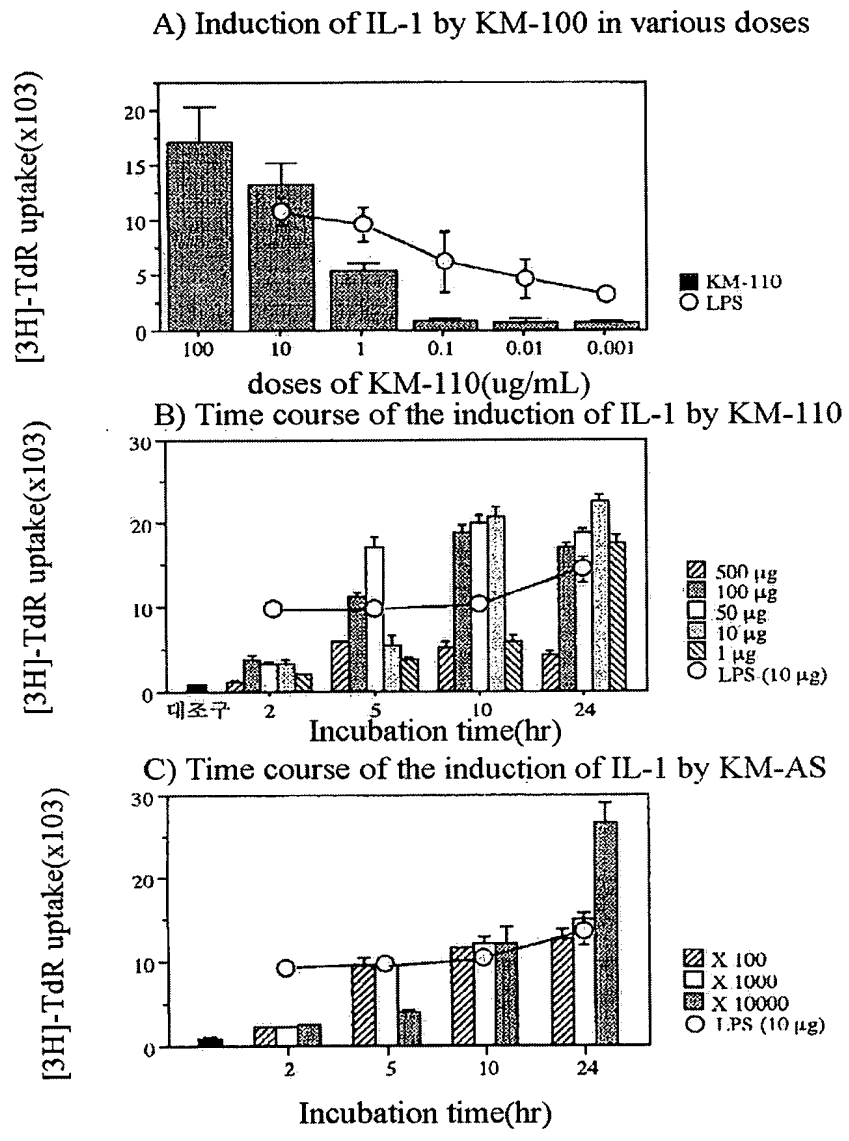 A) Induction of IL-1 by KM-100 in various doses
[3H]-TdR uptake(x103)
20
15
10
5
0
100 10 1 0.1 0.01 0.001
KM-110
LPS
doses of KM-110(ug/mL)
B) Time course of the induction of IL-1 by KM-110
[3H]-TdR uptake(x103)
30
20
10
0
대조구 2 5 10 24
500 µg
100 µg
50 µg
10 µg
1 µg
LPS (10 µg)
Incubation time(hr)
C) Time course of the induction of IL-1 by KM-AS
[3H]-TdR uptake(x103)
30
20
10
0
2 5 10 24
X 100
X 1000
X 10000
LPS (10 µg)
Incubation time(hr)